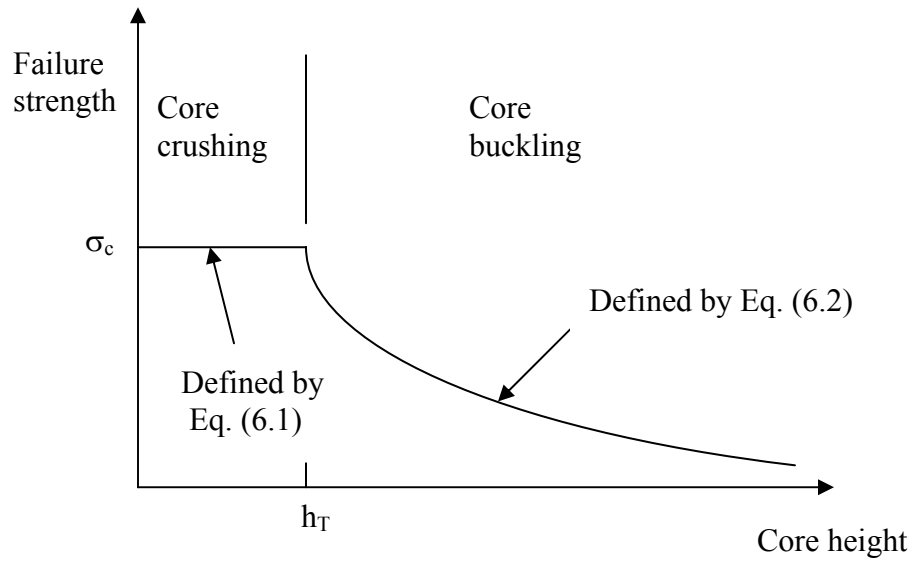 Failure
strength
Core
crushing
Core
buckling
σc
Defined by Eq. (6.2)
Defined by
Eq. (6.1)
hT
Core height